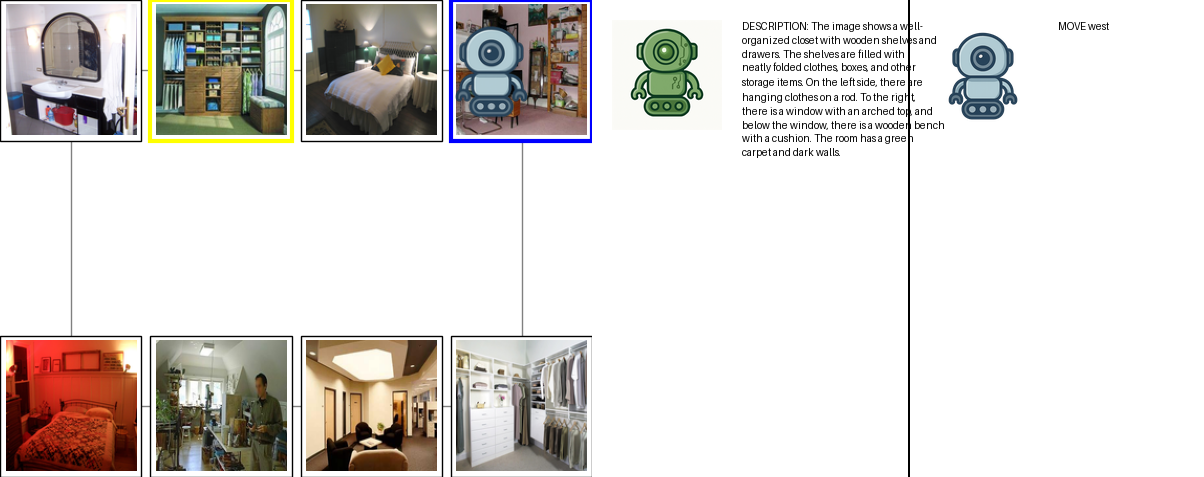 DESCRIPTION: The image shows a well-
organized closet with wooden shelves and
drawers. The shelves are filled with
neatly folded clothes, boxes, and other
storage items. On the left side, there are
hanging clothes on a rod. To the right,
there is a window with an arched top, and
below the window, there is a wooden bench
with a cushion. The room has a green
carpet and dark walls.
MOVE west